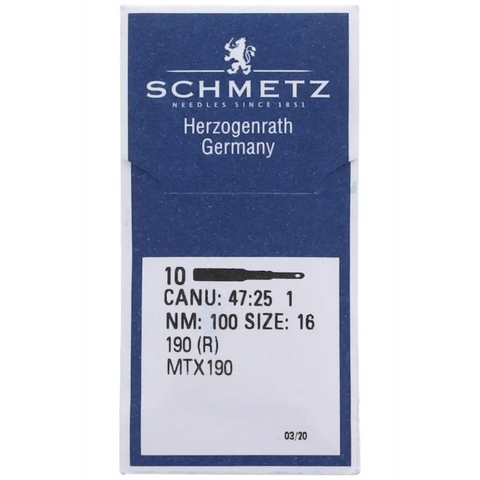 SCHMETZ
NEEDLES SINCE 1851
Herzogenrath
Germany
10
CANU: 47:25 1
NM: 100 SIZE: 16
190 (R)
MTX190
03/20